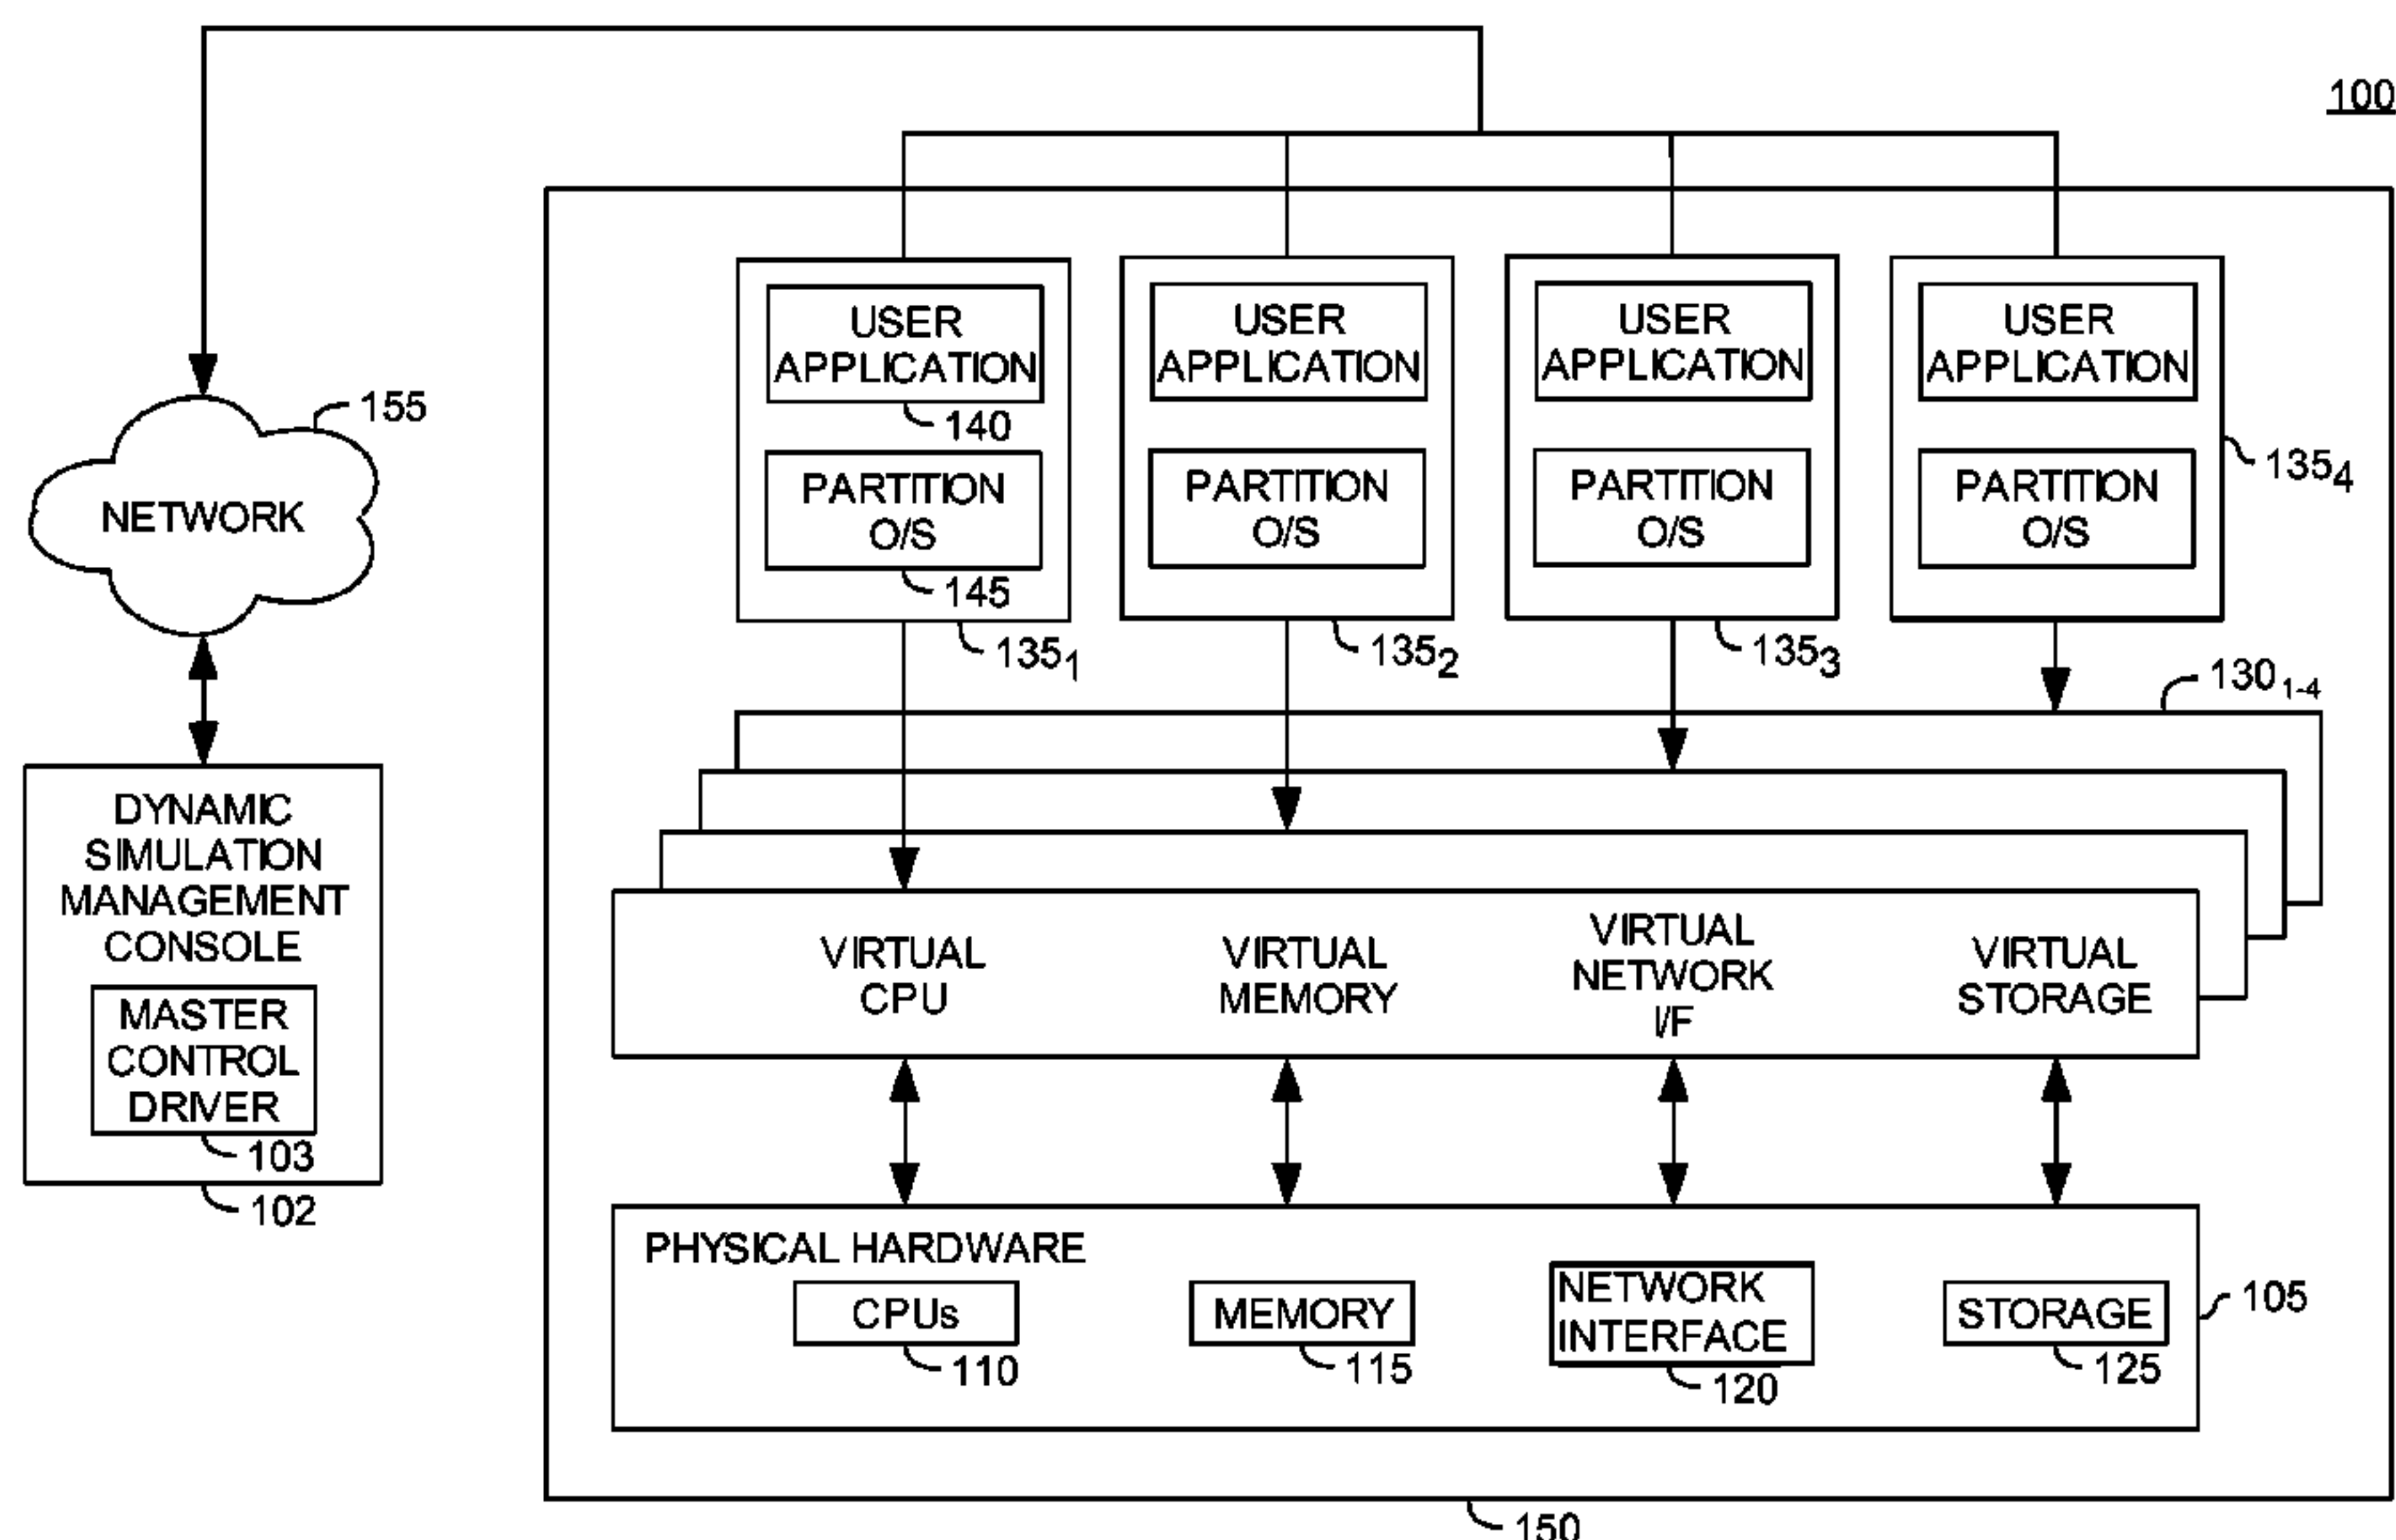 100
155
NETWORK
DYNAMIC
SIMULATION
MANAGEMENT
CONSOLE
MASTER
CONTROL
DRIVER
103
102
USER
APPLICATION
140
PARTITION
O/S
145
135₁
USER
APPLICATION
PARTITION
O/S
135₂
USER
APPLICATION
PARTITION
O/S
135₃
USER
APPLICATION
PARTITION
O/S
135₄
130₁₋₄
VIRTUAL
CPU
VIRTUAL
MEMORY
VIRTUAL
NETWORK
I/F
VIRTUAL
STORAGE
PHYSICAL HARDWARE
CPUs
110
MEMORY
115
NETWORK
INTERFACE
120
STORAGE
125
105
150